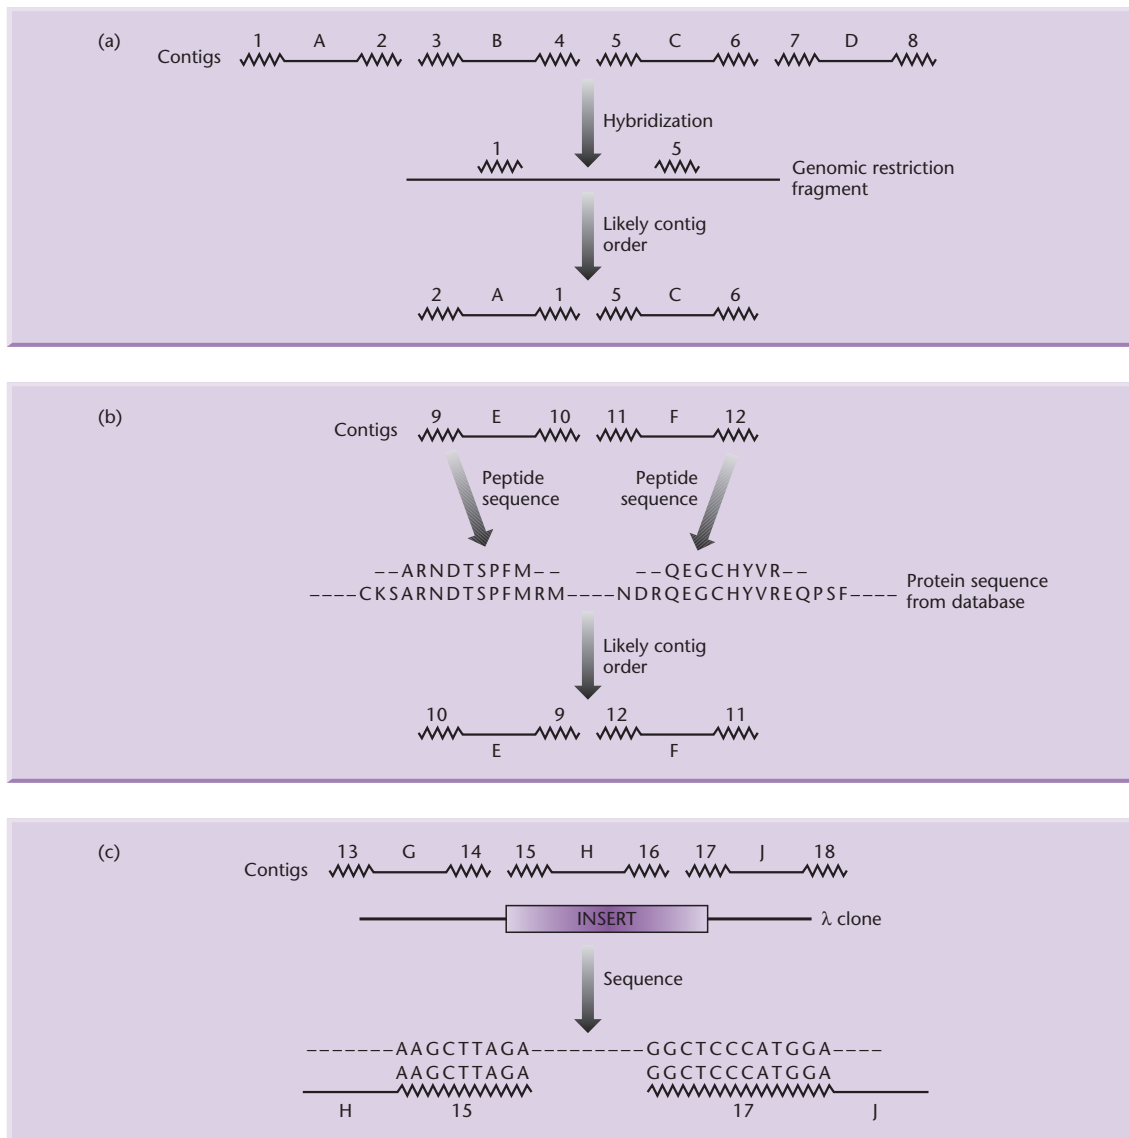 (a)
1 A 2 3 B 4 5 C 6 7 D 8
Contigs
Hybridization
1 5
Genomic restriction
fragment
Likely contig
order
2 A 1 5 C 6
(b)
9 E 10 11 F 12
Contigs
Peptide
sequence
Peptide
sequence
--ARNDTSPFM-- --QEGCHYVR--
----CKSARNDTSPFMRM----NDRQEGCHYVREQPSF----
Protein sequence
from database
Likely contig
order
10 9 12 11
E F
(c)
13 G 14 15 H 16 17 J 18
Contigs
INSERT
λ clone
Sequence
-------AAGCTTAGA---------GGCTCCCATGGA----
AAGCTTAGA GGCTCCCATGGA
H 15 17 J